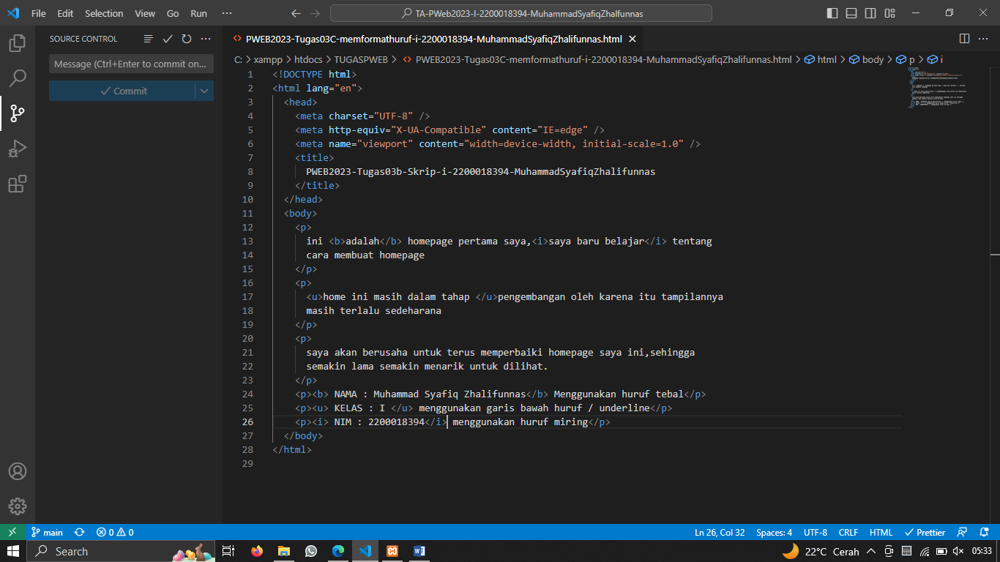 File Edit Selection View Go Run ···
TA-PWeb2023-I-2200018394-MuhammadSyafiqZhalfunnas
SOURCE CONTROL
Message (Ctrl+Enter to commit on...
Commit
PWEB2023-Tugas03C-memformathuruf-i-2200018394-MuhammadSyafiqZhalifunnas.html
C: > xampp > htdocs > TUGASPWEB > PWEB2023-Tugas03C-memformathuruf-i-2200018394-MuhammadSyafiqZhalifunnas.html > html > body > p > i
1 <!DOCTYPE html>
2 <html lang="en">
3 <head>
4 <meta charset="UTF-8" />
5 <meta http-equiv="X-UA-Compatible" content="IE=edge" />
6 <meta name="viewport" content="width=device-width, initial-scale=1.0" />
7 <title>
8 PWEB2023-Tugas03b-Skrip-i-2200018394-MuhammadSyafiqZhalifunnas
9 </title>
10 </head>
11 <body>
12 <p>
13 ini <b>adalah</b> homepage pertama saya,<i>saya baru belajar</i> tentang
14 cara membuat homepage
15 </p>
16 <p>
17 <u>home ini masih dalam tahap </u>pengembangan oleh karena itu tampilannya
18 masih terlalu sedeharana
19 </p>
20 <p>
21 saya akan berusaha untuk terus memperbaiki homepage saya ini,sehingga
22 semakin lama semakin menarik untuk dilihat.
23 </p>
24 <p><b> NAMA : Muhammad Syafiq Zhalifunnas</b> Menggunakan huruf tebal</p>
25 <p><u> KELAS : I </u> menggunakan garis bawah huruf / underline</p>
26 <p><i> NIM : 2200018394</i> menggunakan huruf miring</p>
27 </body>
28 </html>
29
main 0 0 Ln 26, Col 32 Spaces: 4 UTF-8 CRLF HTML Prettier
Search 22°C Cerah 05:33